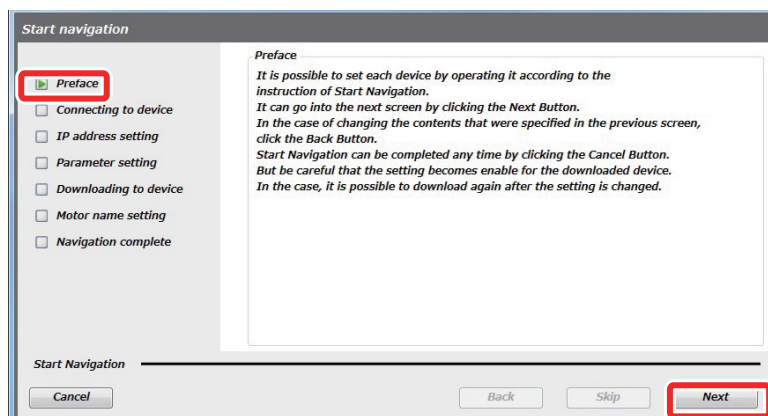 Start navigation
Preface
Connecting to device
IP address setting
Parameter setting
Downloading to device
Motor name setting
Navigation complete
Preface
It is possible to set each device by operating it according to the
instruction of Start Navigation.
It can go into the next screen by clicking the Next Button.
In the case of changing the contents that were specified in the previous screen,
click the Back Button.
Start Navigation can be completed any time by clicking the Cancel Button.
But be careful that the setting becomes enable for the downloaded device.
In the case, it is possible to download again after the setting is changed.
Start Navigation
Cancel
Back
Skip
Next